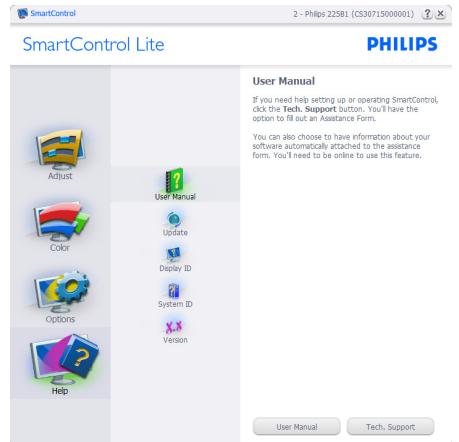 SmartControl
2 - Philips 225B1 (CS30715000001)
?
×
SmartControl Lite
PHILIPS
Adjust
Color
Options
?
Help
?
User Manual
Update
?
Display ID
?
System ID
X.X
Version
User Manual
If you need help setting up or operating SmartControl,
click the Tech. Support button. You'll have the
option to fill out an Assistance Form.
You can also choose to have information about your
software automatically attached to the assistance
form. You'll need to be online to use this feature.
User Manual
Tech. Support